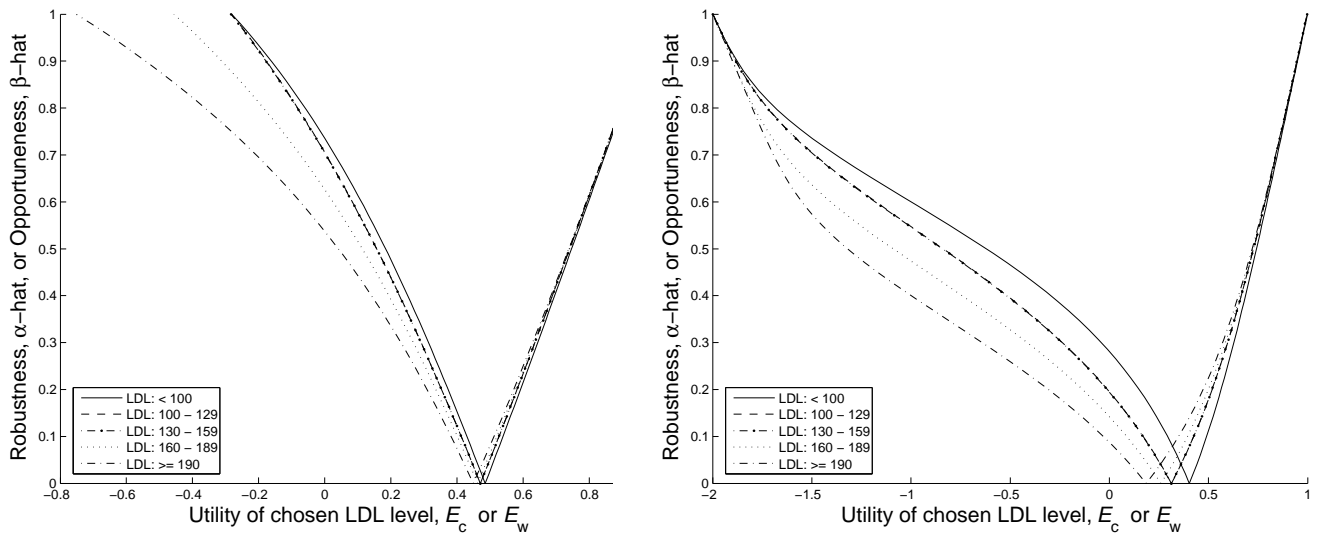 Robustness, α−hat, or Opportuneness, β−hat
1
0.9
0.8
0.7
0.6
0.5
0.4
0.3
0.2
0.1
0
LDL: < 100
LDL: 100 − 129
LDL: 130 − 159
LDL: 160 − 189
LDL: >= 190
−0.8 −0.6 −0.4 −0.2 0 0.2 0.4 0.6 0.8
Utility of chosen LDL level, Ec or Ew
Robustness, α−hat, or Opportuneness, β−hat
1
0.9
0.8
0.7
0.6
0.5
0.4
0.3
0.2
0.1
0
LDL: < 100
LDL: 100 − 129
LDL: 130 − 159
LDL: 160 − 189
LDL: >= 190
−2 −1.5 −1 −0.5 0 0.5 1
Utility of chosen LDL level, Ec or Ew